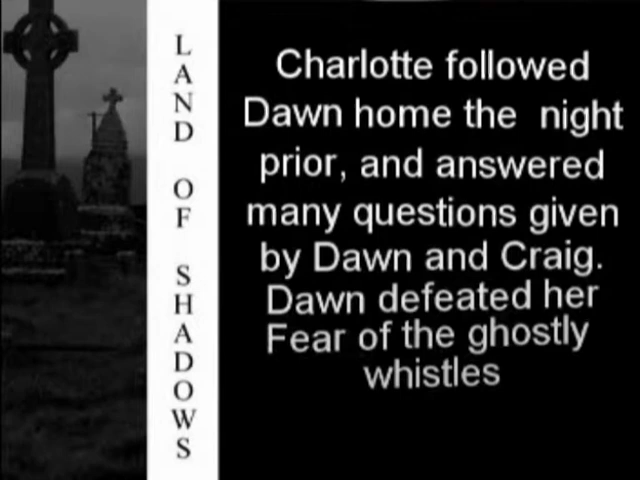 LAND OF SHADOWS
Charlotte followed
Dawn home the night
prior, and answered
many questions given
by Dawn and Craig.
Dawn defeated her
Fear of the ghostly
whistles